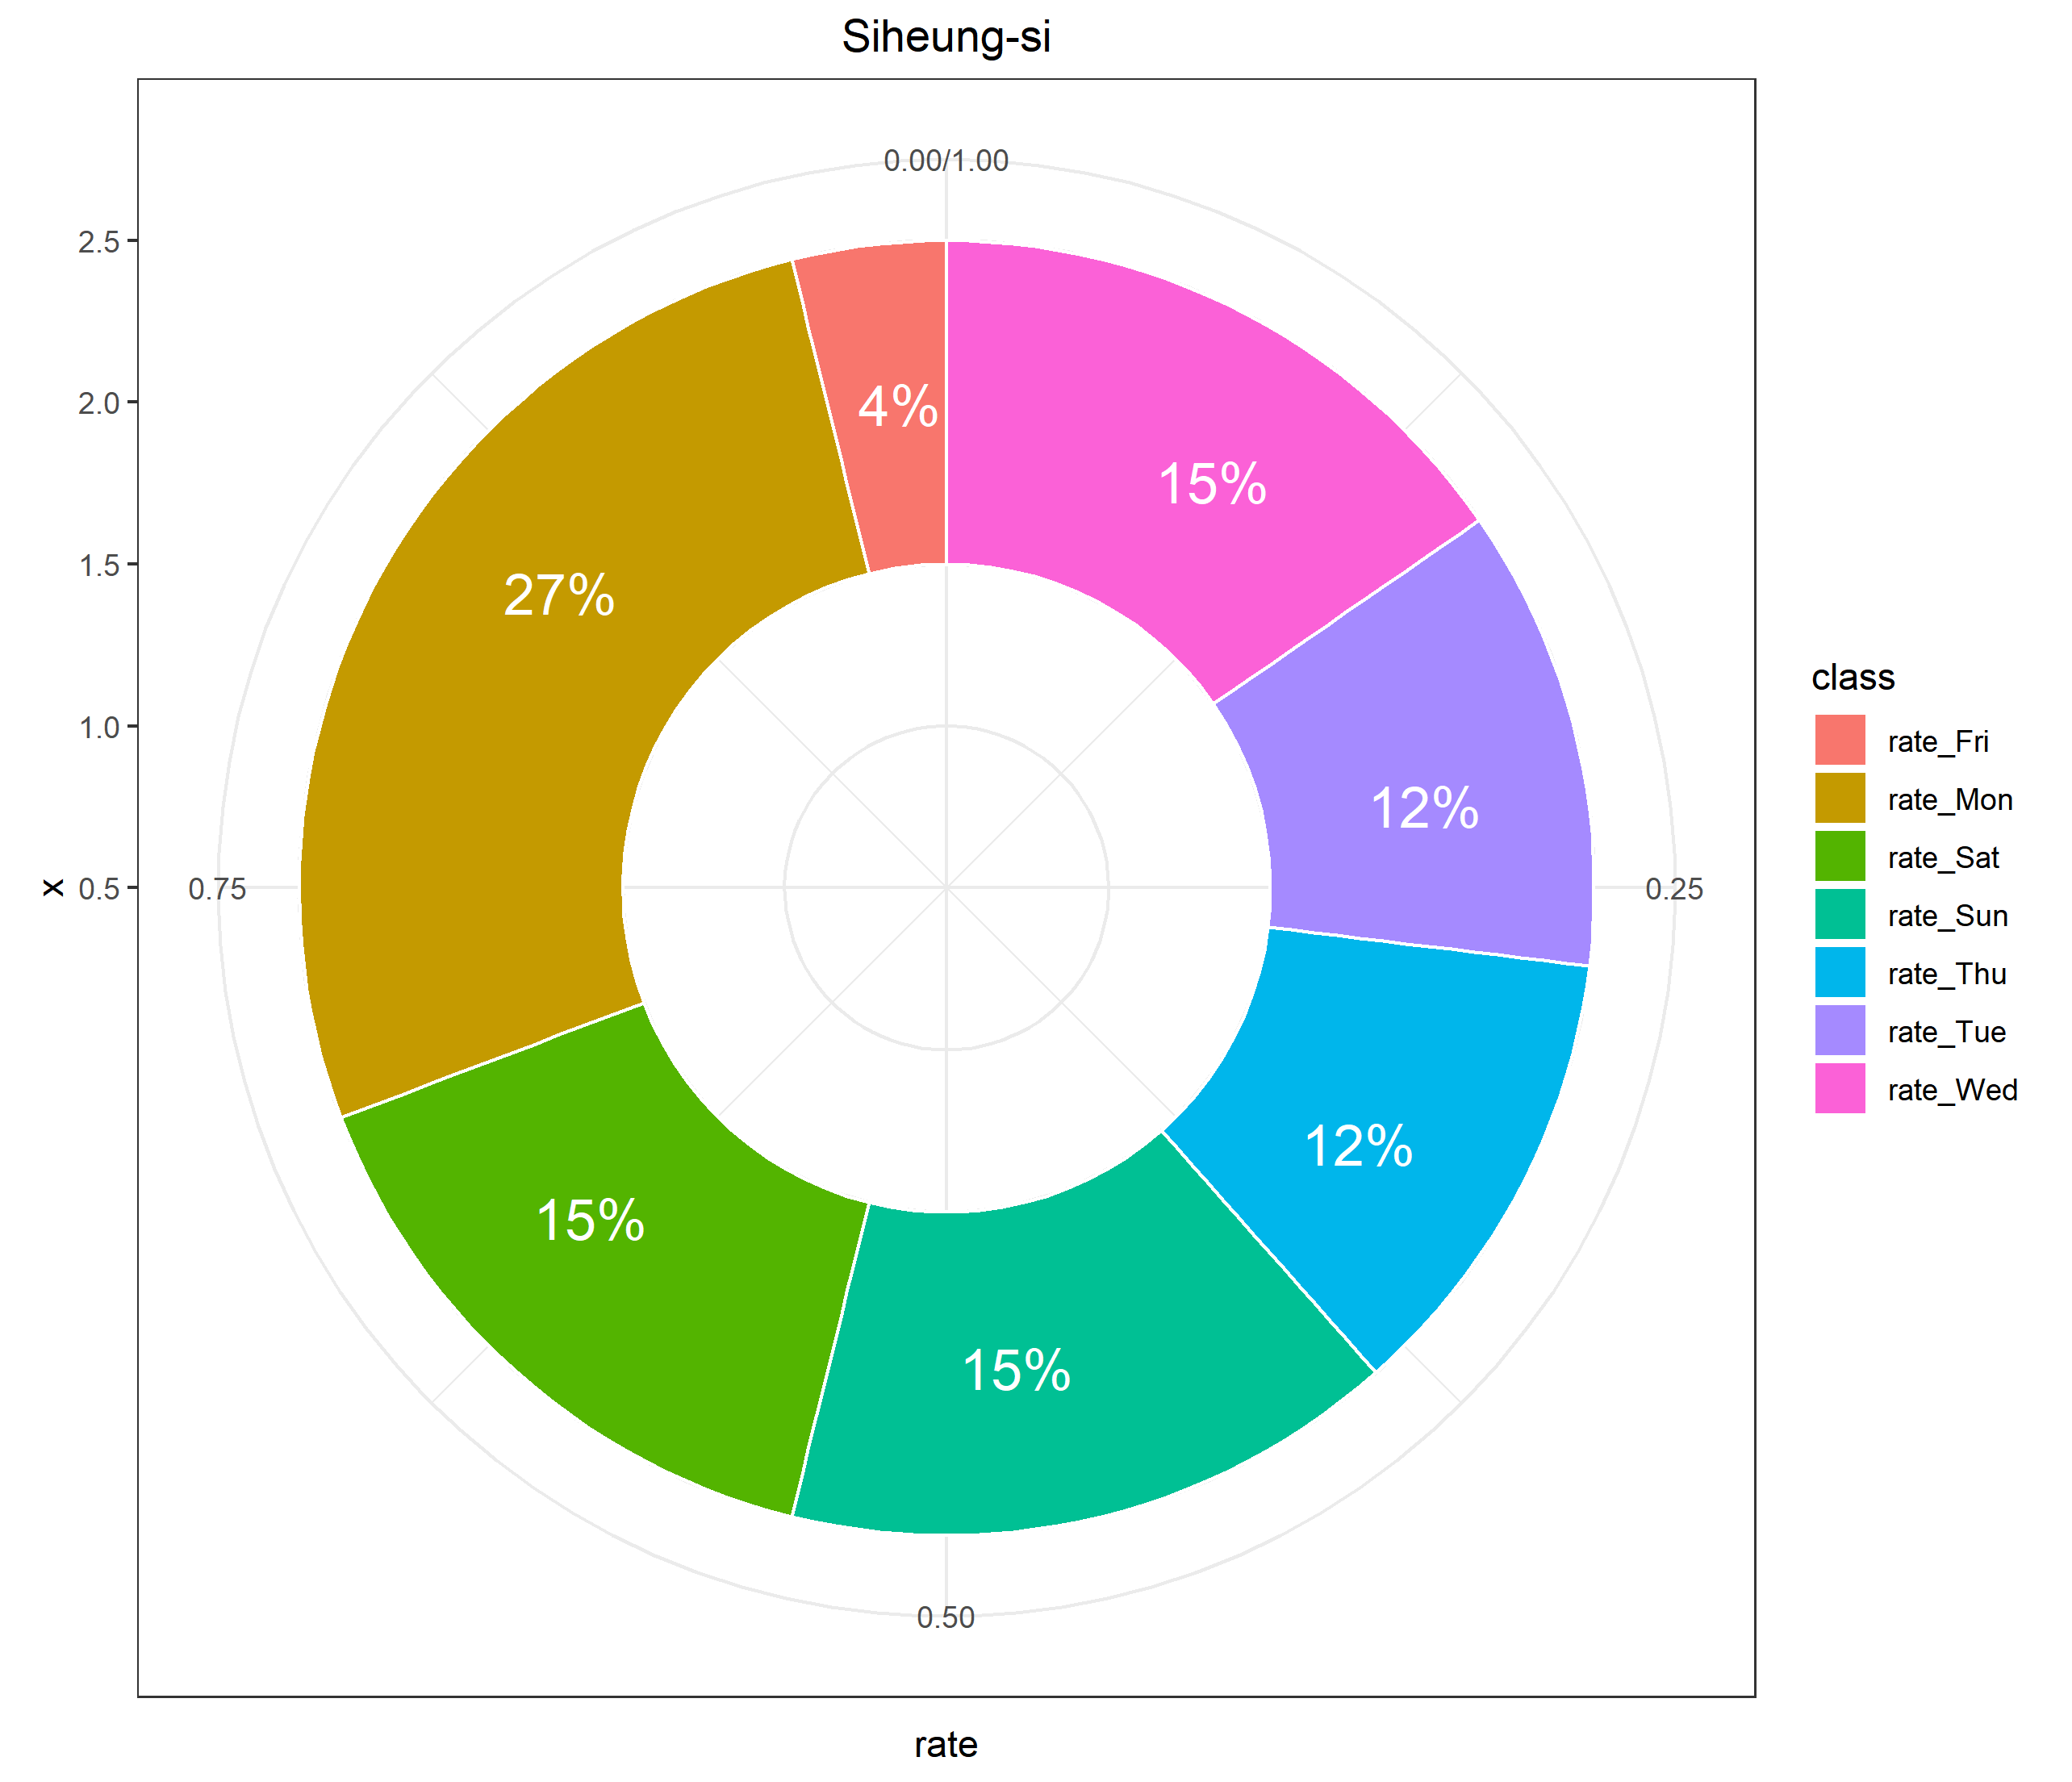 Siheung-si
0.00/1.00
2.5
2.0
1.5
1.0
0.5
x
0.75
0.25
0.50
4%
15%
27%
12%
12%
15%
15%
rate
class
rate_Fri
rate_Mon
rate_Sat
rate_Sun
rate_Thu
rate_Tue
rate_Wed